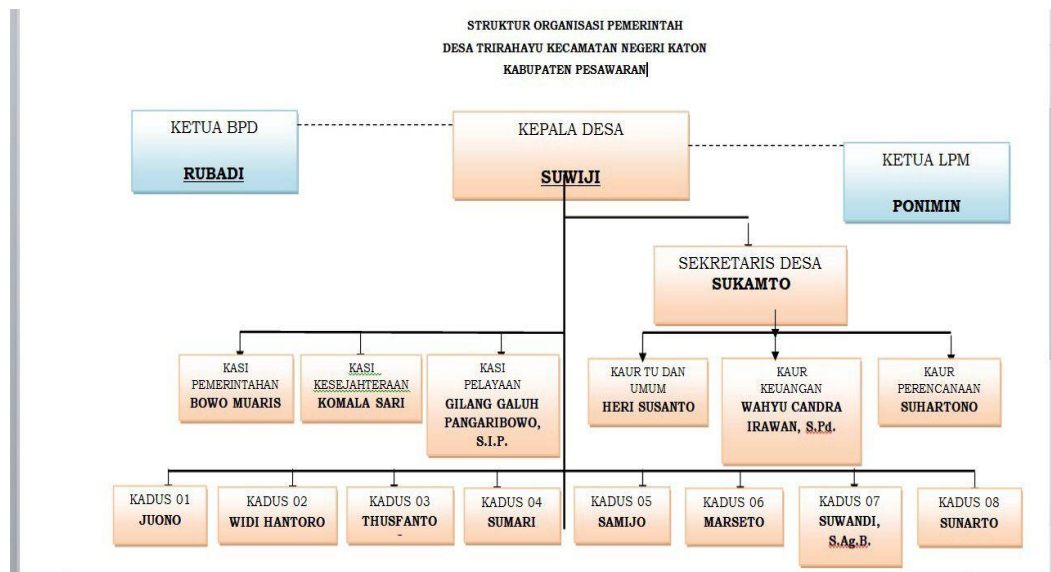 STRUKTUR ORGANISASI PEMERINTAH
DESA TRIRAHAYU KECAMATAN NEGERI KATON
KABUPATEN PESAWARAN
KETUA BPD
RUBADI
KEPALA DESA
SUWIJI
KETUA LPM
PONIMIN
SEKRETARIS DESA
SUKAMTO
KASI
PEMERINTAHAN
BOWO MUARIS
KASI
KESEJAHTERAAN
KOMALA SARI
KASI
PELAYAAN
GILANG GALUH
PANGARIBOWO,
S.I.P.
KAUR TU DAN
UMUM
HERI SUSANTO
KAUR
KEUANGAN
WAHYU CANDRA
IRAWAN, S.Pd.
KAUR
PERENCANAAN
SUHARTONO
KADUS 01
JUONO
KADUS 02
WIDI HANTORO
KADUS 03
THUSFANTO
-
KADUS 04
SUMARI
KADUS 05
SAMIJO
KADUS 06
MARSETO
KADUS 07
SUWANDI,
S.Ag.B.
KADUS 08
SUNARTO